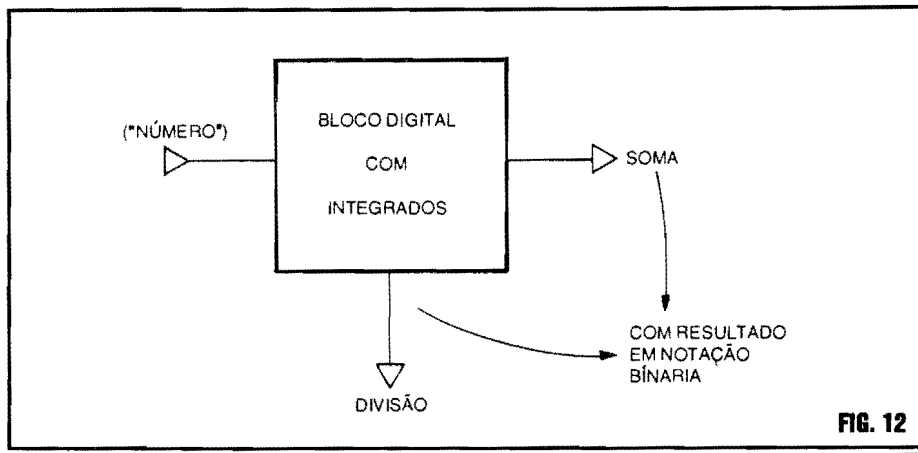 ("NÚMERO")
BLOCO DIGITAL
COM
INTEGRADOS
SOMA
COM RESULTADO
EM NOTAÇÃO
BÍNARIA
DIVISÃO
FIG. 12